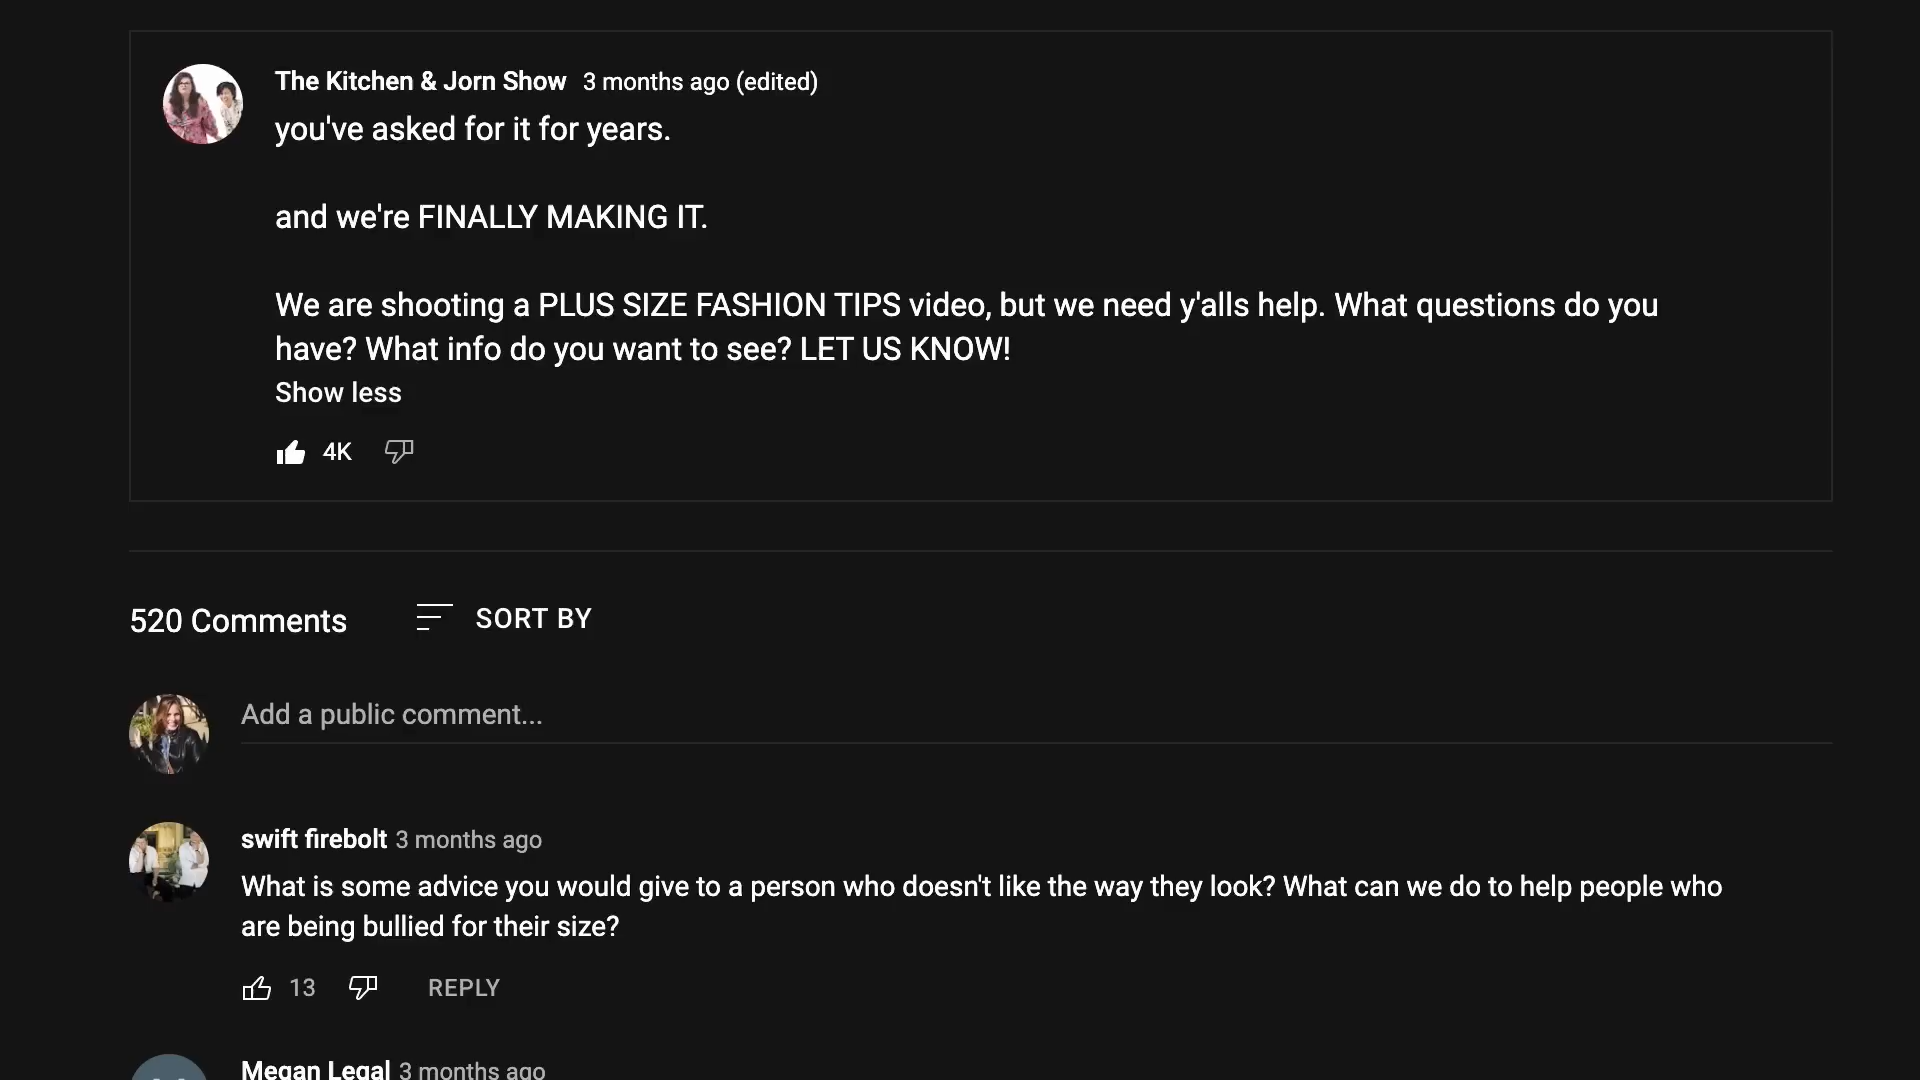 The Kitchen & Jorn Show 3 months ago (edited)
you've asked for it for years.
and we're FINALLY MAKING IT.
We are shooting a PLUS SIZE FASHION TIPS video, but we need y'alls help. What questions do you
have? What info do you want to see? LET US KNOW!
Show less
4K
520 Comments SORT BY
Add a public comment...
swift firebolt 3 months ago
What is some advice you would give to a person who doesn't like the way they look? What can we do to help people who
are being bullied for their size?
13 REPLY
Megan Legal 3 months ago